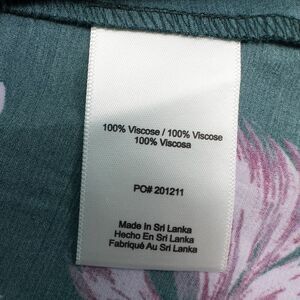 100% Viscose / 100% Viscose
100% Viscosa
PO# 201211
Made In Sri Lanka
Hecho En Sri Lanka
Fabriqué Au Sri Lanka